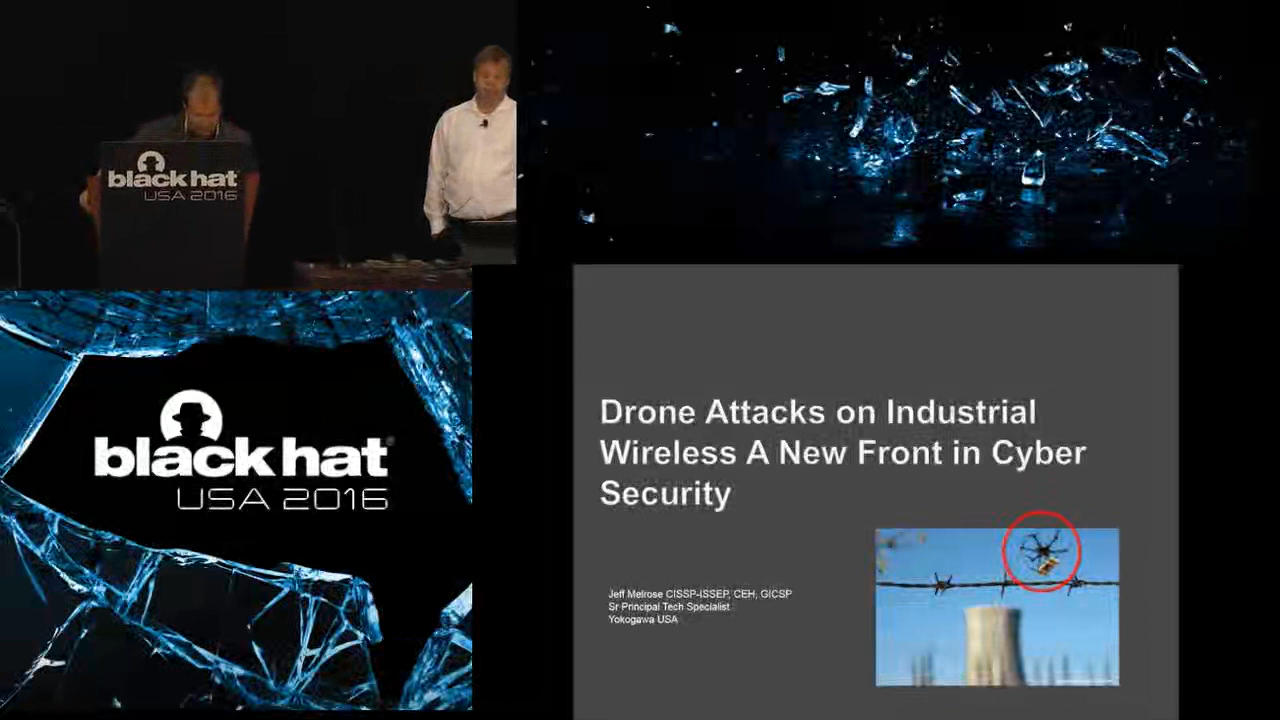 black hat
USA 2016
black hat
USA 2016
Drone Attacks on Industrial
Wireless A New Front in Cyber
Security
Jeff Melrose CISSP-ISSEP, CEH, GICSP
Sr Principal Tech Specialist
Yokogawa USA